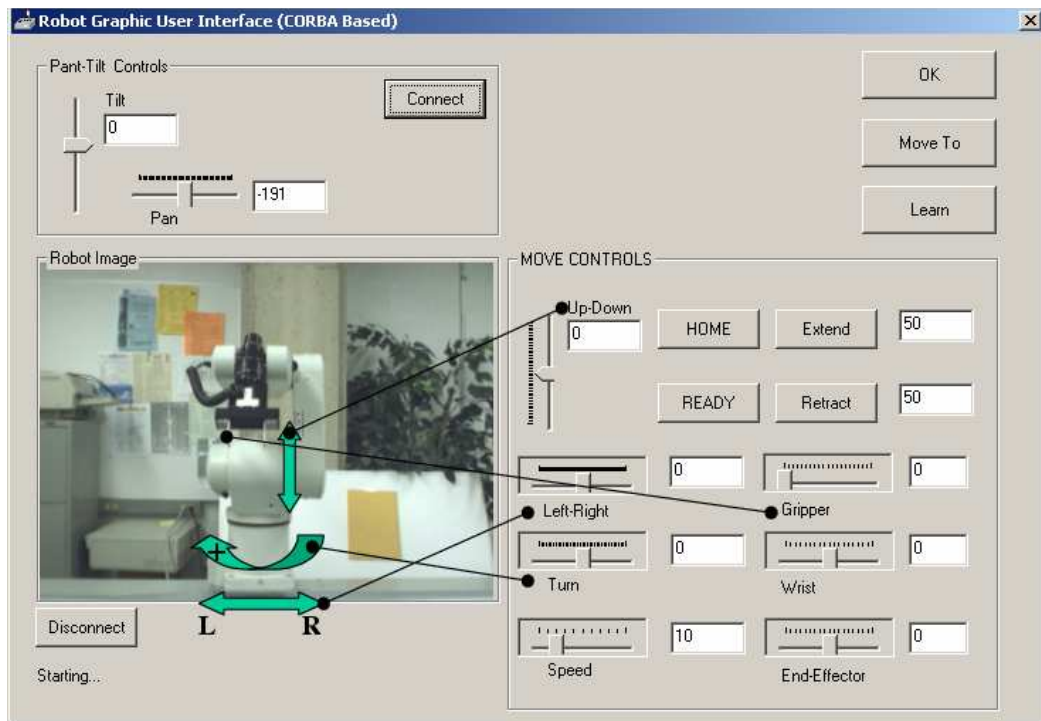 Robot Graphic User Interface (CORBA Based)
Pant-Tilt Controls
Tilt
0
Connect
-191
Pan
OK
Move To
Learn
Robot Image
L R
Disconnect
Starting...
MOVE CONTROLS
Up-Down
0
HOME
Extend
50
READY
Retract
50
0
0
Left-Right
Gripper
0
0
Turn
Wrist
10
0
Speed
End-Effector